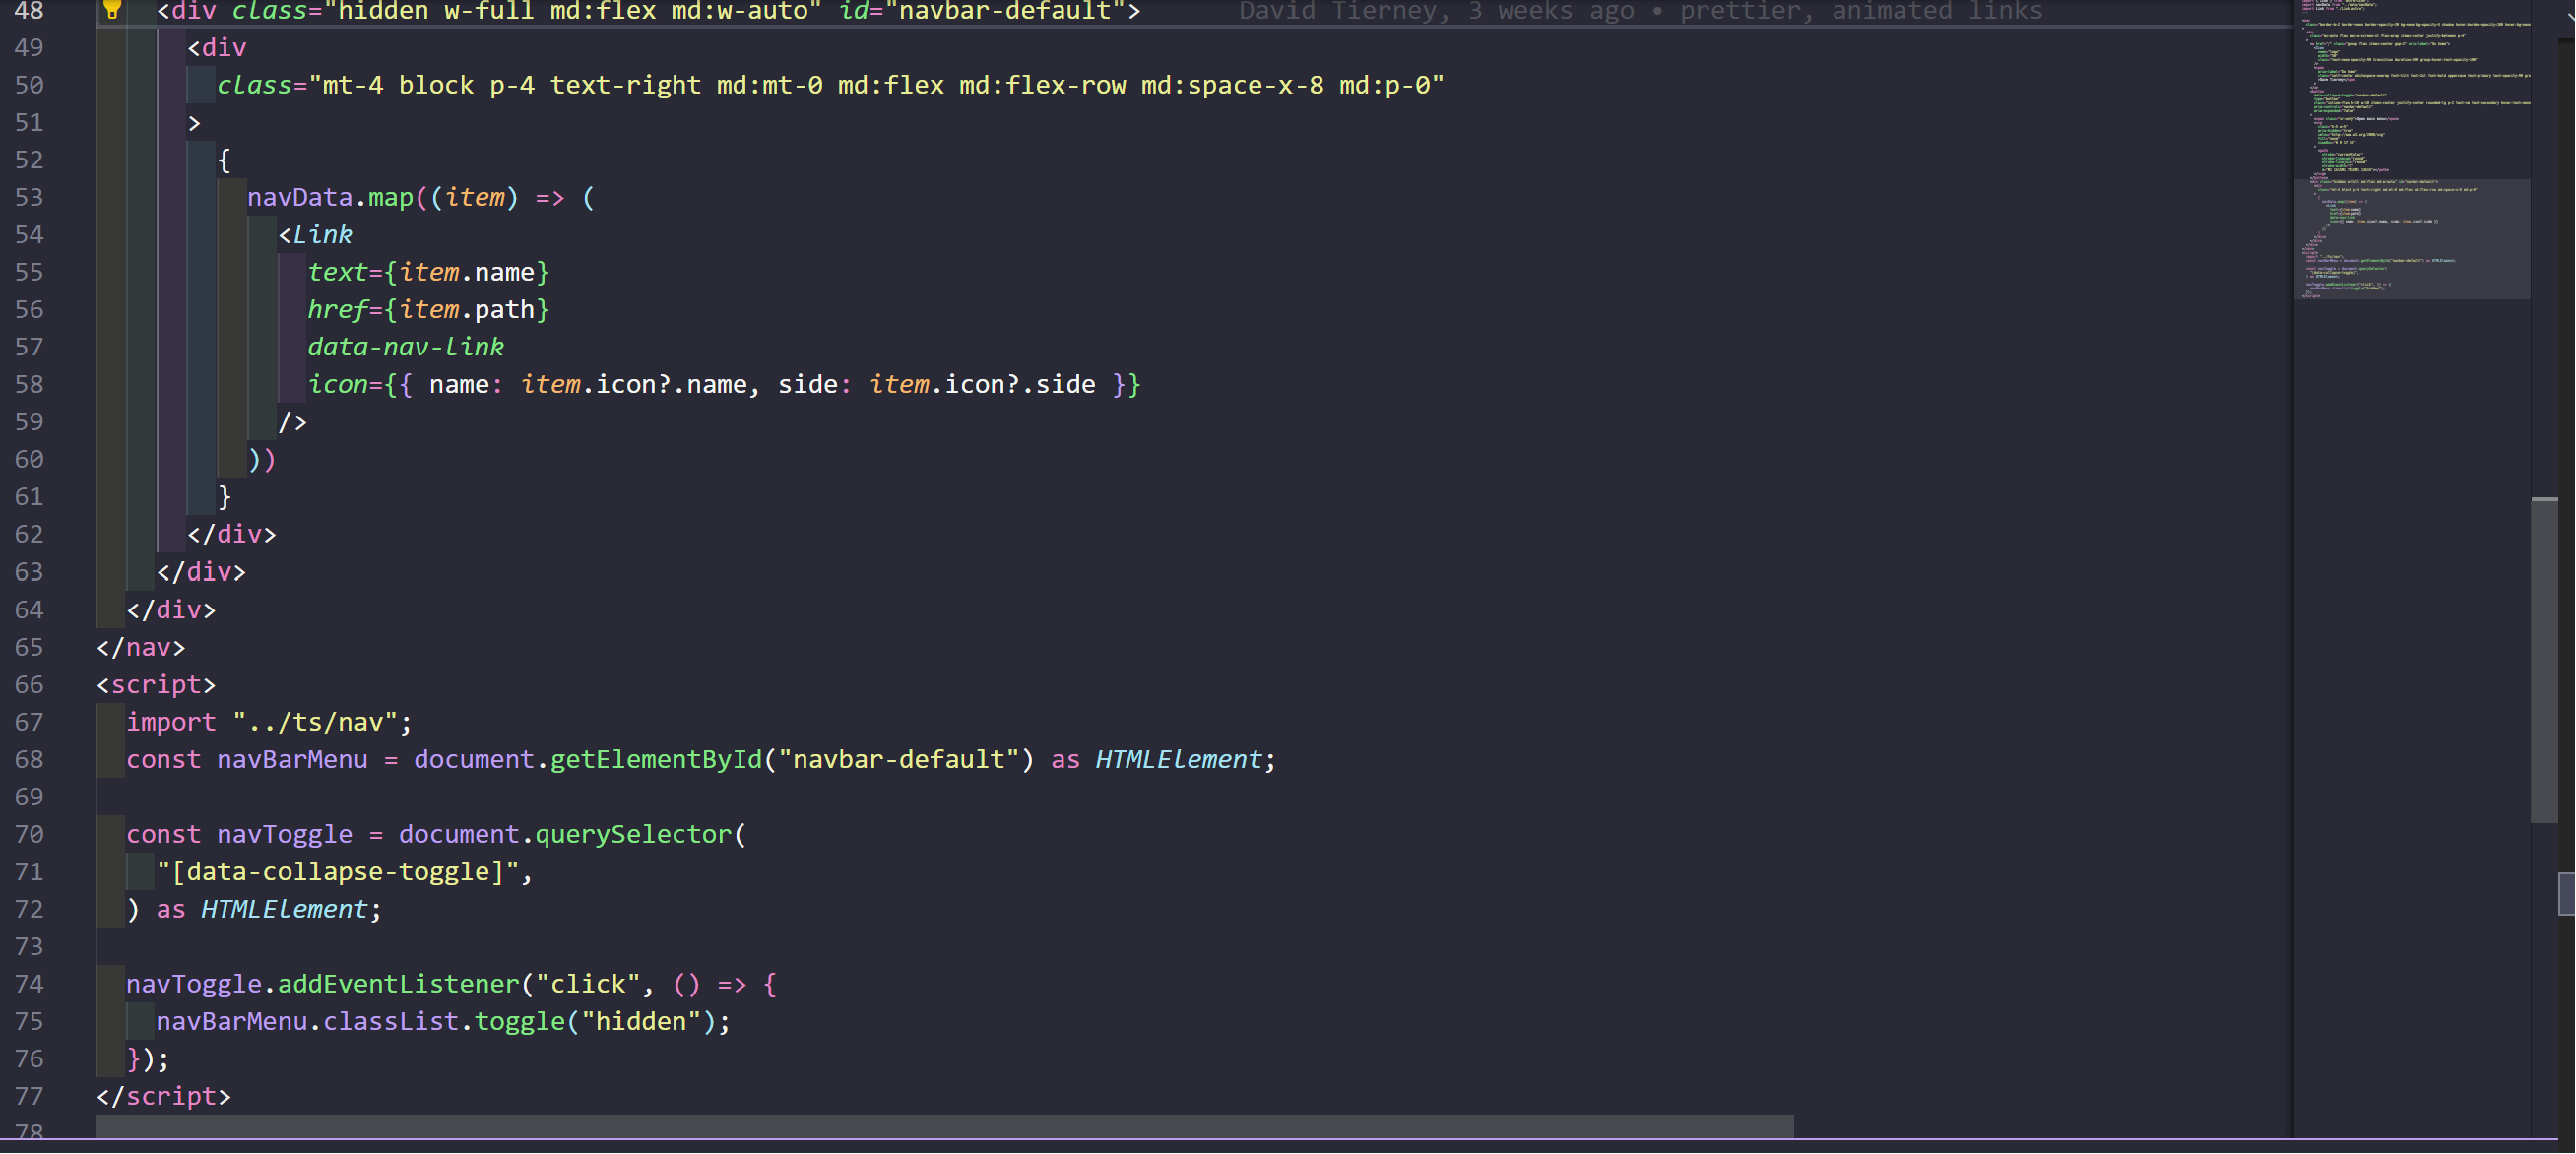 48 <div class="hidden w-full md:flex md:w-auto" id="navbar-default"> David Tierney, 3 weeks ago • prettier, animated links
49 <div
50 class="mt-4 block p-4 text-right md:mt-0 md:flex md:flex-row md:space-x-8 md:p-0"
51 >
52 {
53 navData.map((item) => (
54 <Link
55 text={item.name}
56 href={item.path}
57 data-nav-link
58 icon={{ name: item.icon?.name, side: item.icon?.side }}
59 />
60 ))
61 }
62 </div>
63 </div>
64 </div>
65 </nav>
66 <script>
67 import "../ts/nav";
68 const navBarMenu = document.getElementById("navbar-default") as HTMLElement;
69
70 const navToggle = document.querySelector(
71 "[data-collapse-toggle]",
72 ) as HTMLElement;
73
74 navToggle.addEventListener("click", () => {
75 navBarMenu.classList.toggle("hidden");
76 });
77 </script>
78